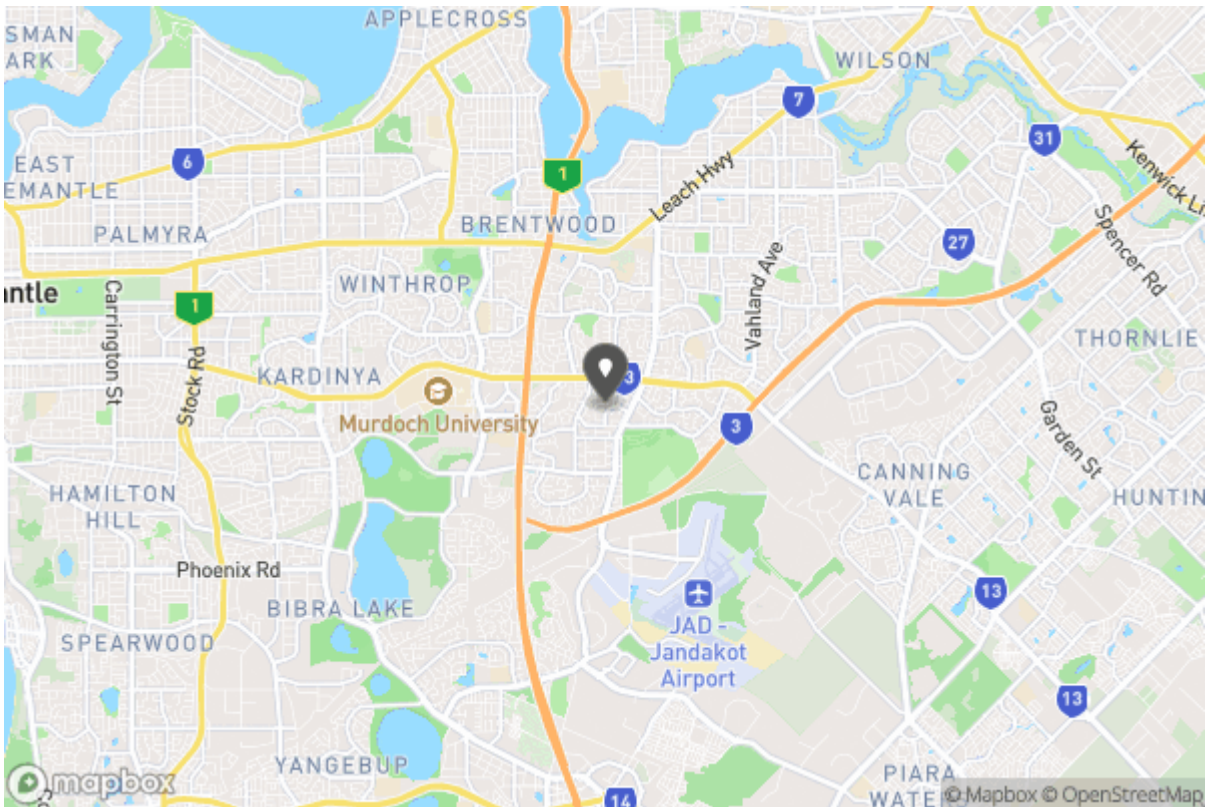 APPLECROSS
SMAN
ARK
WILSON
7
31
6
EAST
EMANTLE
1
Leach Hwy
Kenwick Li
BRENTWOOD
PALMYRA
27
Spencer Rd
WINTHROP
Vahland Ave
antle
Carrington St
1
Stock Rd
THORNLIE
KARDINYA
3
Murdoch University
3
Garden St
CANNING
VALE
HAMILTON
HILL
HUNTIN
Phoenix Rd
13
BIBRA LAKE
SPEARWOOD
JAD -
Jandakot
Airport
13
YANGEBUP
PIARA
WATE
14
mapbox
© Mapbox © OpenStreetMap